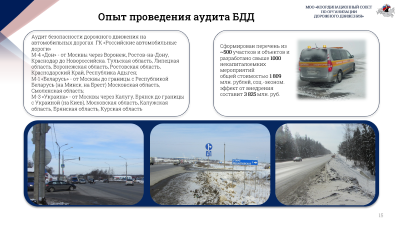 МОО «КООРДИНАЦИОННЫЙ СОВЕТ
ПО ОРГАНИЗАЦИИ
ДОРОЖНОГО ДВИЖЕНИЯ»
Опыт проведения аудита БДД
Аудит безопасности дорожного движения на
автомобильных дорогах ГК «Российские автомобильные
дороги»
М-4 «Дон» - от Москвы через Воронеж, Ростов-на-Дону,
Краснодар до Новороссийска. Тульская область, Липецкая
область, Воронежская область, Ростовская область,
Краснодарский Край, Республика Адыгея;
М-1 «Беларусь» - от Москвы до границы с Республикой
Беларусь (на Минск, на Брест) Московская область,
Смоленская область;
М-3 «Украина» - от Москвы через Калугу, Брянск до границы
с Украиной (на Киев), Московская область, Калужская
область, Брянская область, Курская область
Сформирован перечень из
~500 участков и объектов и
разработано свыше 1000
некапиталоемких
мероприятий
общей стоимостью 1 809
млн. рублей, соц.-эконом.
эффект от внедрения
составит 3 025 млн. руб.